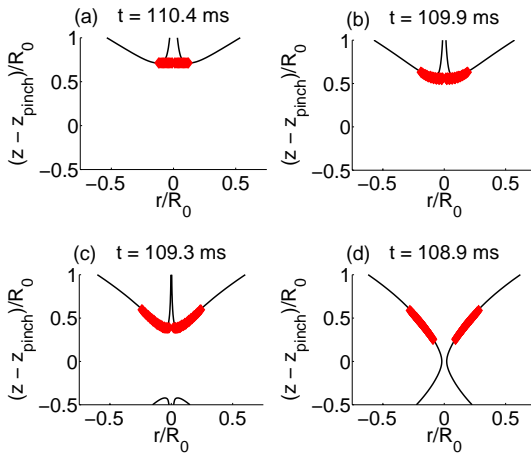 (a) t = 110.4 ms
(z − z_pinch)/R_0
1
0.5
0
−0.5
−0.5 0 0.5
r/R_0
(b) t = 109.9 ms
(z − z_pinch)/R_0
1
0.5
0
−0.5
−0.5 0 0.5
r/R_0
(c) t = 109.3 ms
(z − z_pinch)/R_0
1
0.5
0
−0.5
−0.5 0 0.5
r/R_0
(d) t = 108.9 ms
(z − z_pinch)/R_0
1
0.5
0
−0.5
−0.5 0 0.5
r/R_0